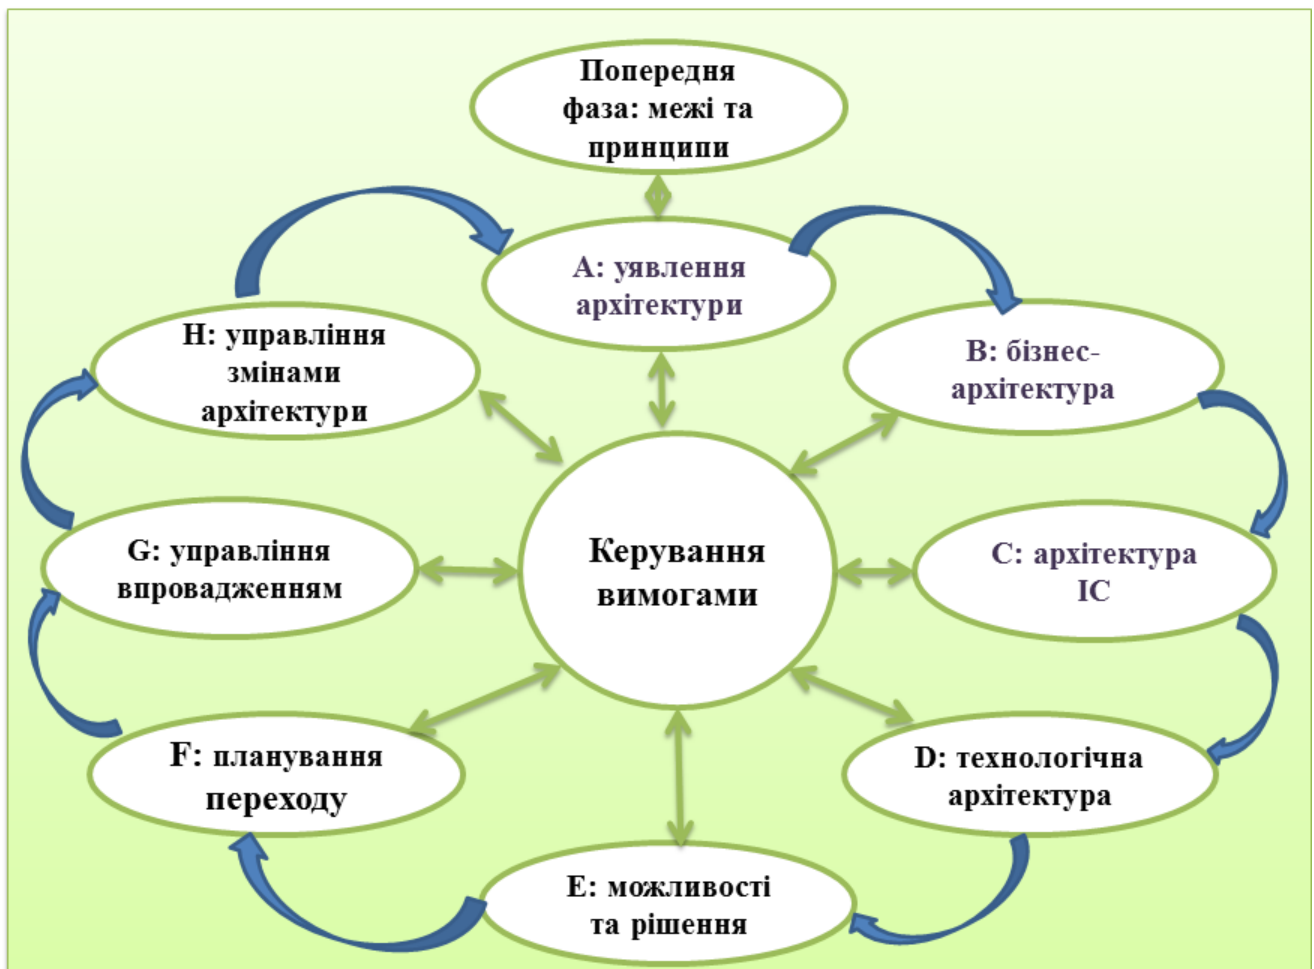 Попередня
фаза: межі та
принципи
A: уявлення
архітектури
B: бізнес-
архітектура
C: архітектура
ІС
D: технологічна
архітектура
E: можливості
та рішення
F: планування
переходу
G: управління
впровадженням
H: управління
змінами
архітектури
Керування
вимогами